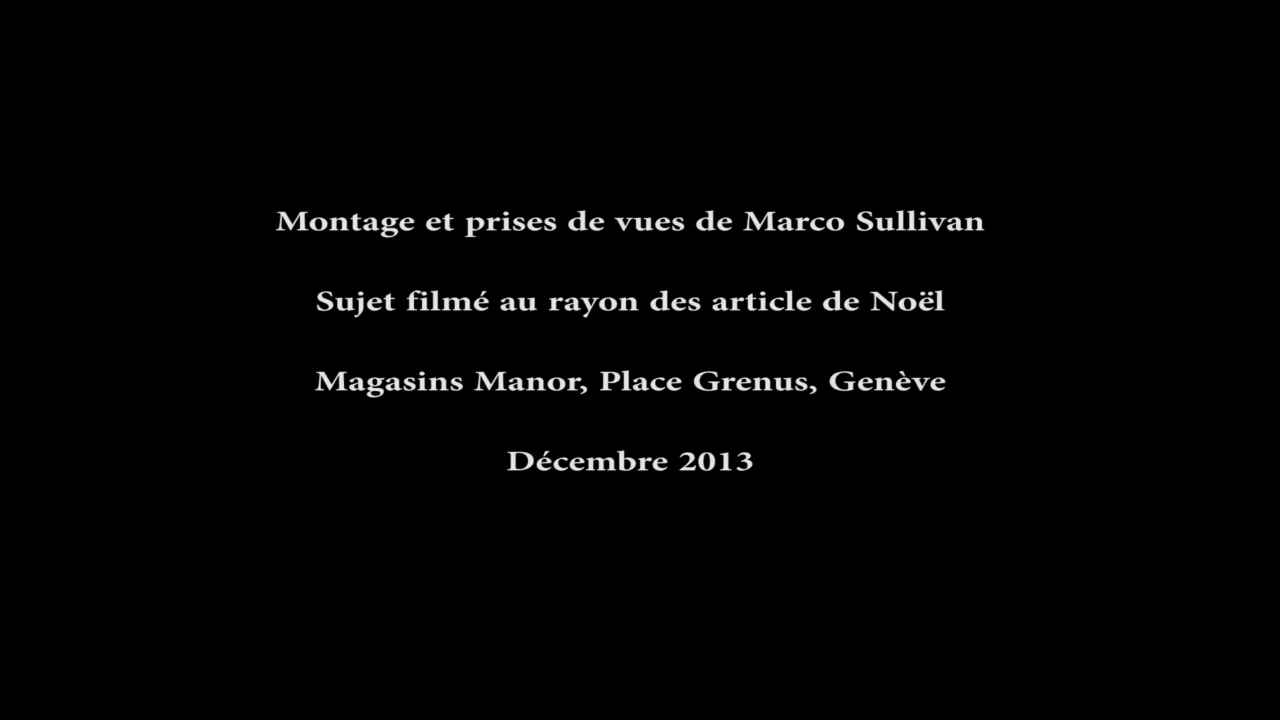 Montage et prises de vues de Marco Sullivan
Sujet filmé au rayon des article de Noël
Magasins Manor, Place Grenus, Genève
Décembre 2013